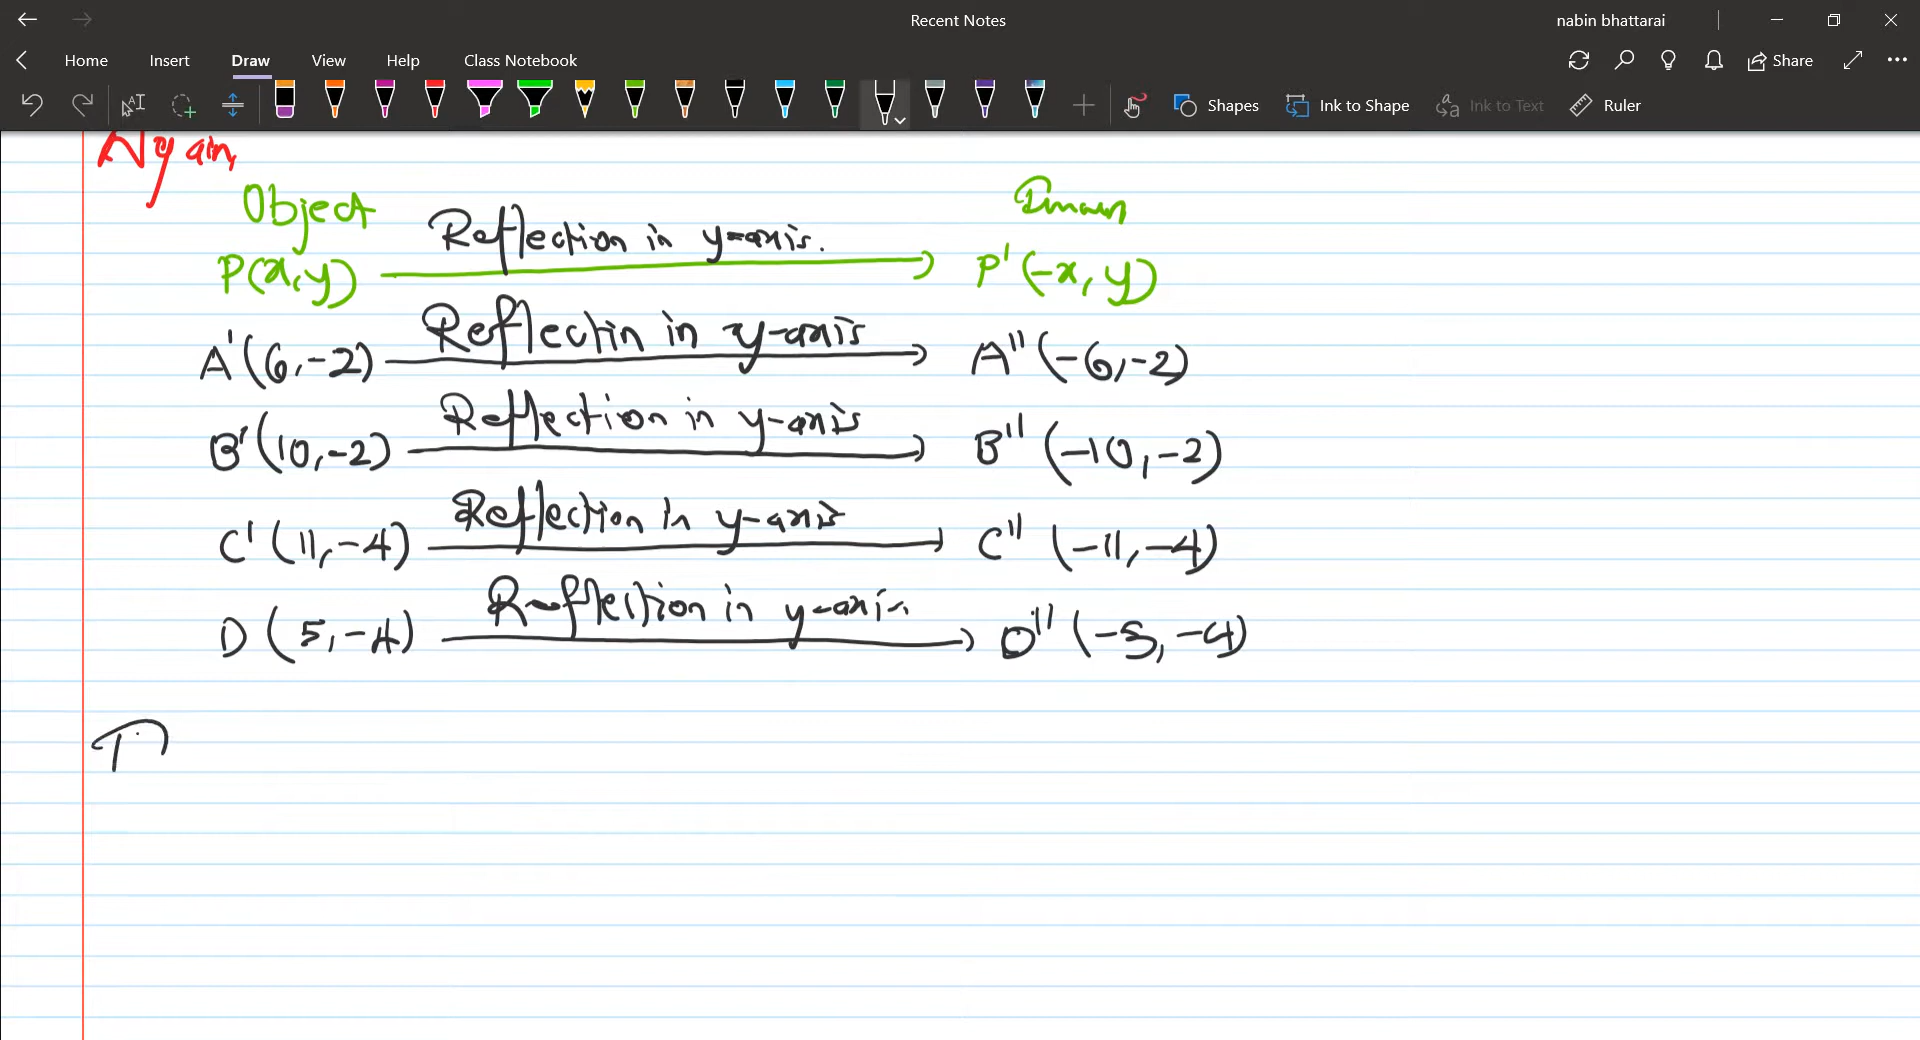 Recent Notes
nabin bhattarai
Home Insert Draw View Help Class Notebook
Share
Shapes Ink to Shape Ink to Text Ruler
Again,
Object
Reflection in y-axis.
P(x,y) P'(-x, y)
Reflectin in y-axis
A'(6,-2) A''(-6,-2)
Reflection in y-axis
B'(10,-2) B''(-10,-2)
Reflection in y-axis
C'(11,-4) C''(-11,-4)
Reflection in y-axis
D(5,-4) D''(-5,-4)